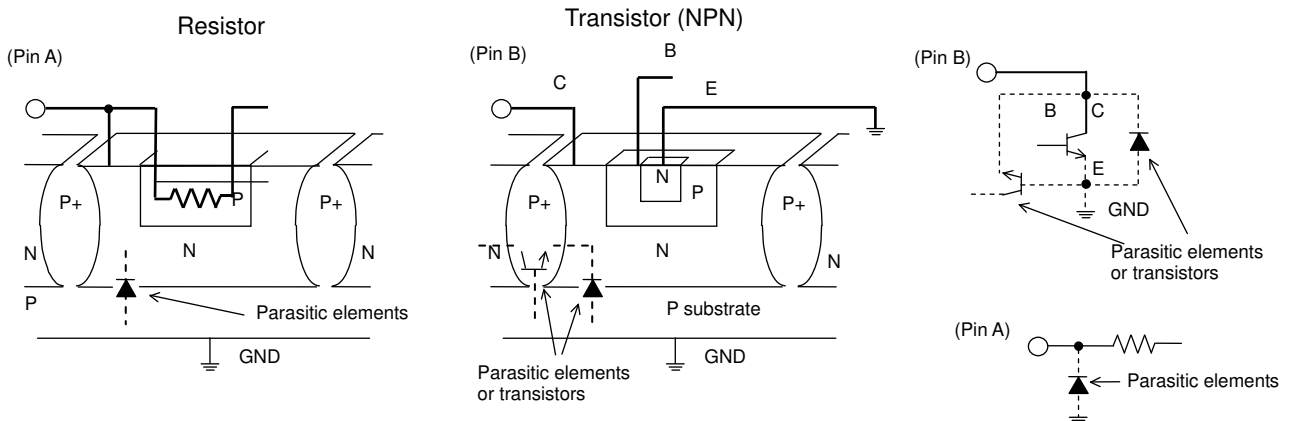 Resistor
(Pin A)
P+
P
P+
N
N
N
P
Parasitic elements
GND
Transistor (NPN)
(Pin B)
B
C
E
N
P
P+
P+
N
N
N
P substrate
GND
Parasitic elements
or transistors
(Pin B)
B
C
E
GND
Parasitic elements
or transistors
(Pin A)
Parasitic elements